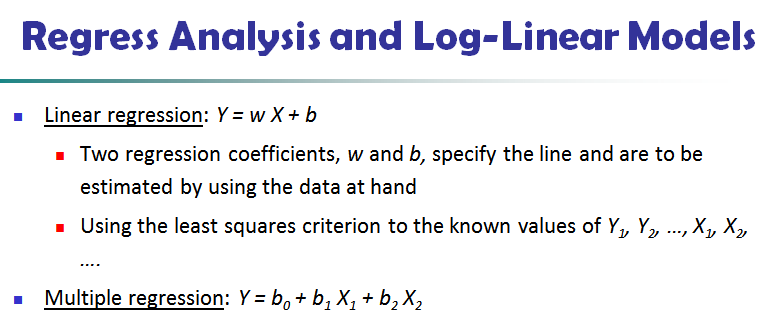 Regress Analysis and Log-Linear Models
Linear regression: Y = w X + b
Two regression coefficients, w and b, specify the line and are to be
estimated by using the data at hand
Using the least squares criterion to the known values of Y₁, Y₂, ..., X₁, X₂,
....
Multiple regression: Y = b₀ + b₁ X₁ + b₂ X₂